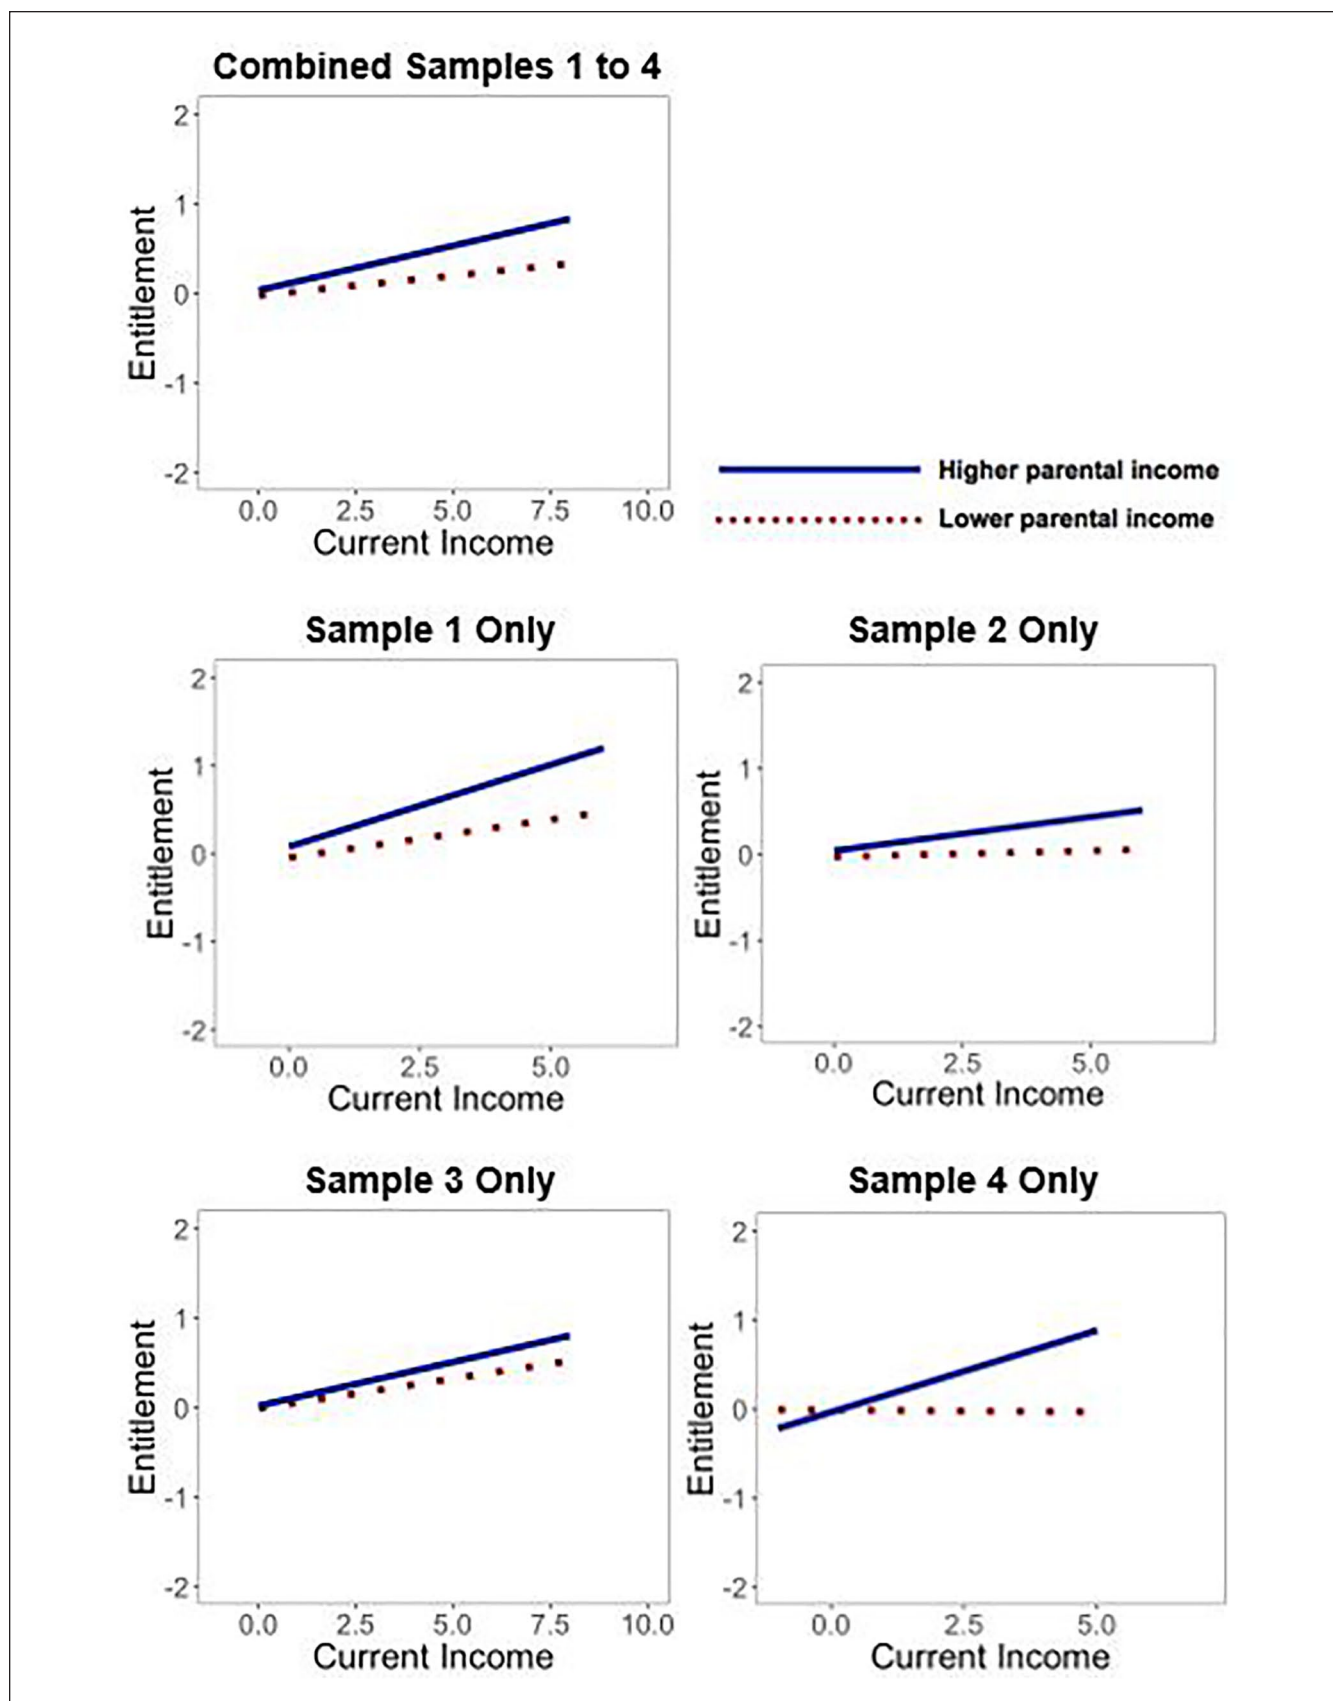 Combined Samples 1 to 4
2
1
0
-1
-2
Entitlement
0.0 2.5 5.0 7.5 10.0
Current Income
Higher parental income
Lower parental income
Sample 1 Only
2
1
0
-1
-2
Entitlement
0.0 2.5 5.0
Current Income
Sample 2 Only
2
1
0
-1
-2
Entitlement
0.0 2.5 5.0
Current Income
Sample 3 Only
2
1
0
-1
-2
Entitlement
0.0 2.5 5.0 7.5 10.0
Current Income
Sample 4 Only
2
1
0
-1
-2
Entitlement
0.0 2.5 5.0
Current Income